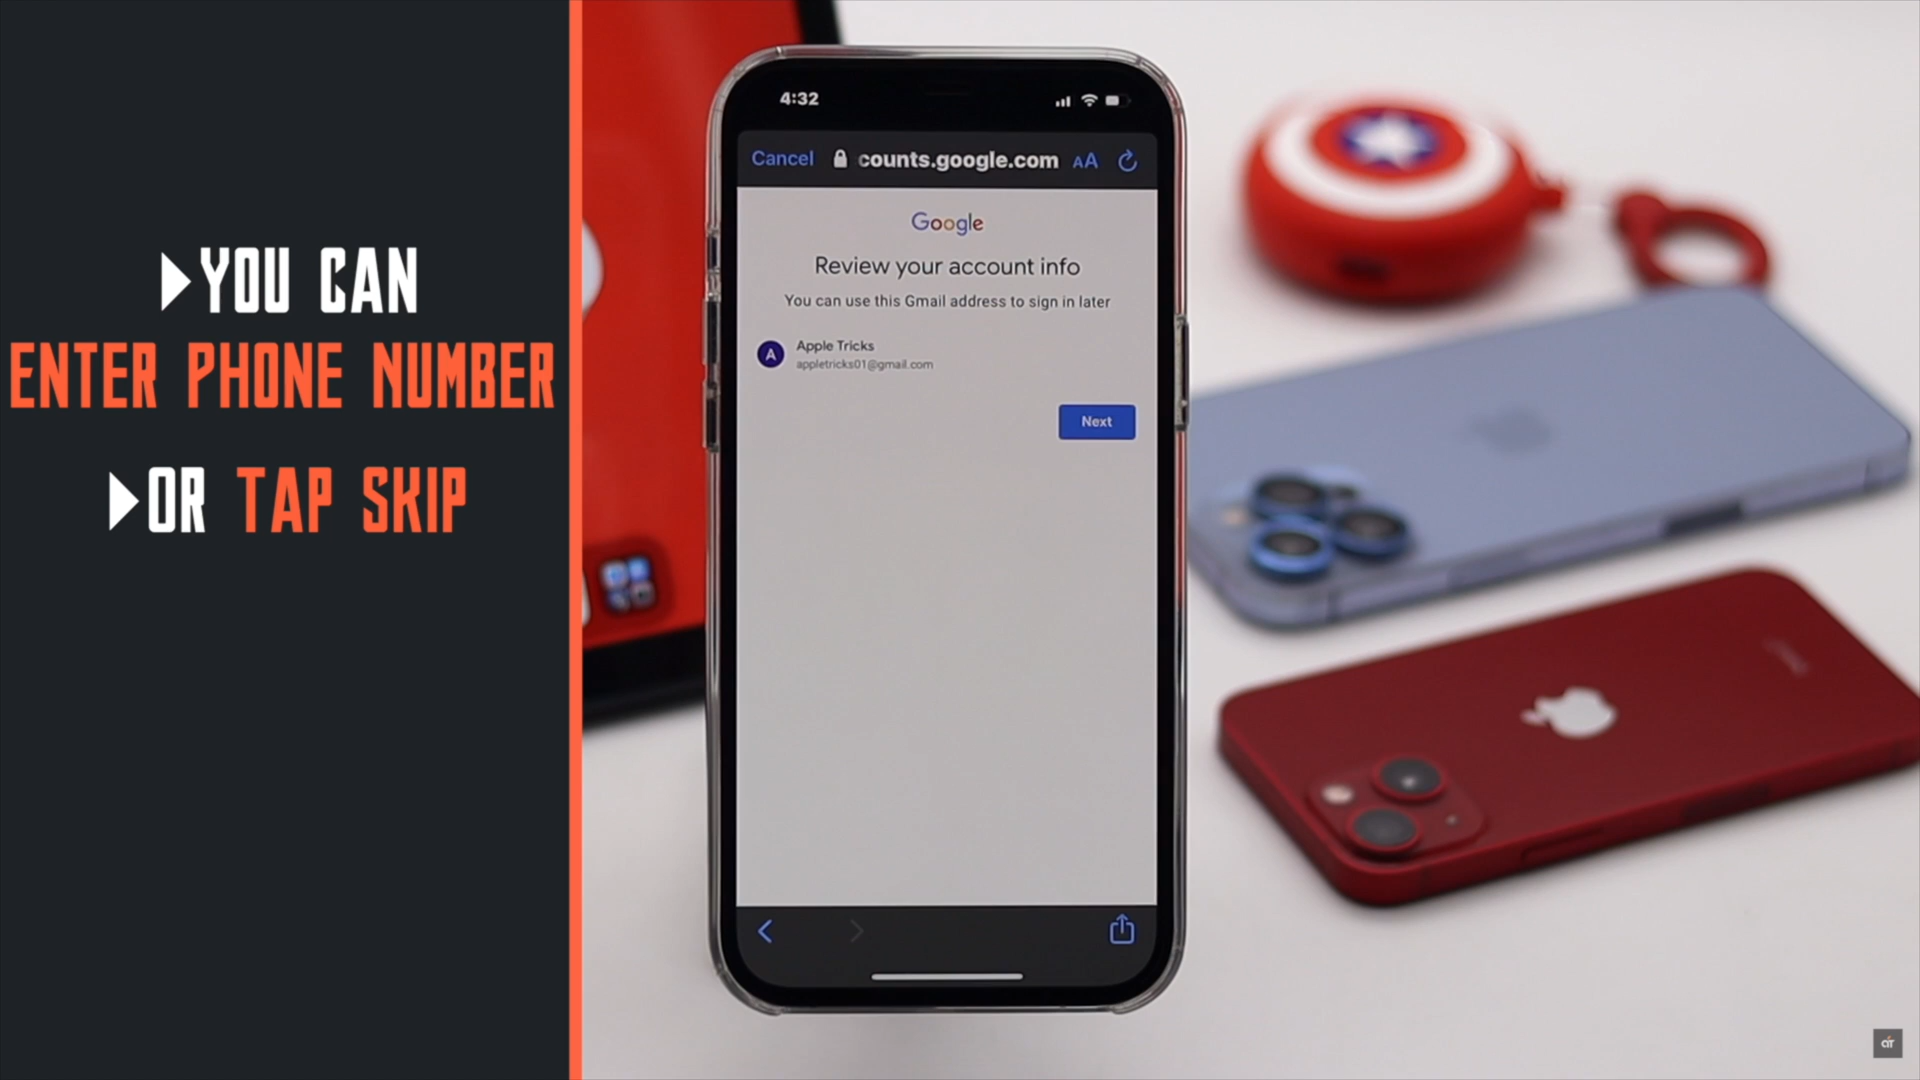 ▶YOU CAN
ENTER PHONE NUMBER
▶OR TAP SKIP
4:32
Cancel counts.google.com AA
Google
Review your account info
You can use this Gmail address to sign in later
A
Apple Tricks
appletricks01@gmail.com
Next